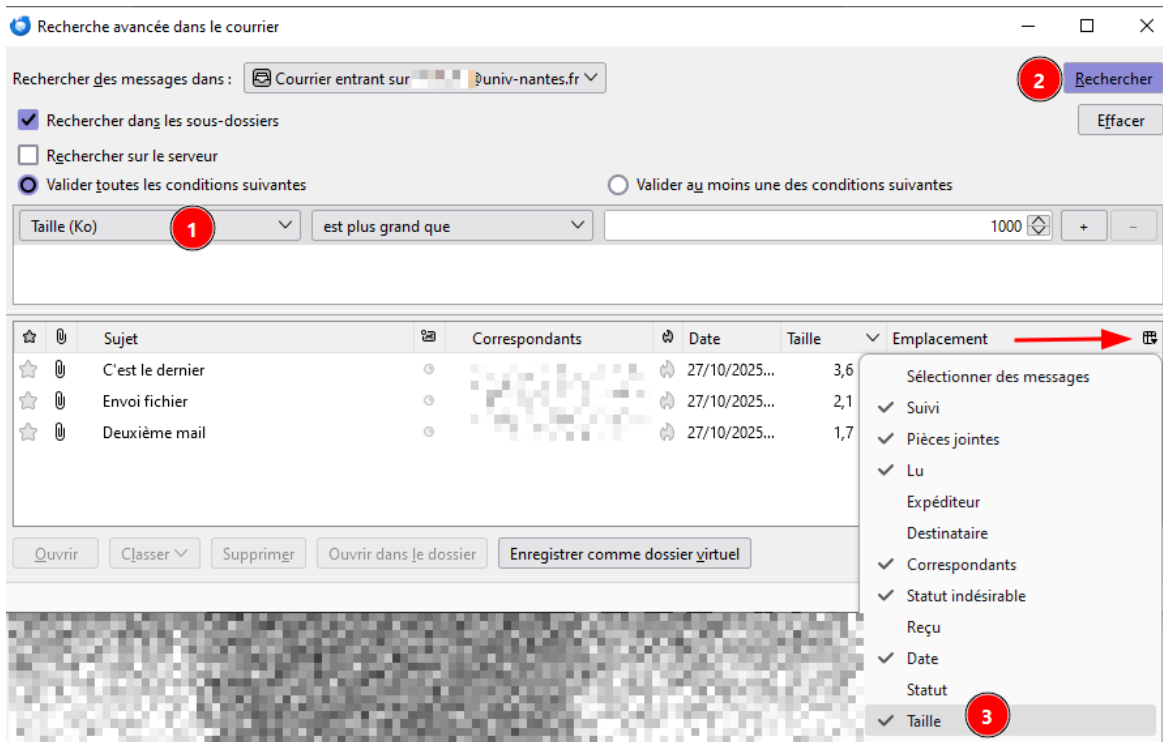 Recherche avancée dans le courrier
Rechercher des messages dans : Courrier entrant sur @univ-nantes.fr
2 Rechercher
Rechercher dans les sous-dossiers
Effacer
Rechercher sur le serveur
Valider toutes les conditions suivantes Valider au moins une des conditions suivantes
Taille (Ko) 1 est plus grand que 1000 + −
Sujet Correspondants Date Taille Emplacement
C'est le dernier 27/10/2025... 3,6
Envoi fichier 27/10/2025... 2,1
Deuxième mail 27/10/2025... 1,7
Sélectionner des messages
Suivi
Pièces jointes
Lu
Expéditeur
Destinataire
Correspondants
Statut indésirable
Reçu
Date
Statut
Taille 3
Ouvrir Classer Supprimer Ouvrir dans le dossier Enregistrer comme dossier virtuel